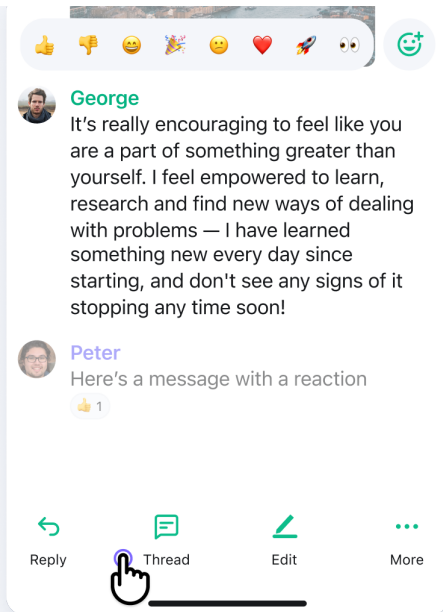 George
It’s really encouraging to feel like you
are a part of something greater than
yourself. I feel empowered to learn,
research and find new ways of dealing
with problems — I have learned
something new every day since
starting, and don't see any signs of it
stopping any time soon!
Peter
Here’s a message with a reaction
1
Reply Thread Edit More